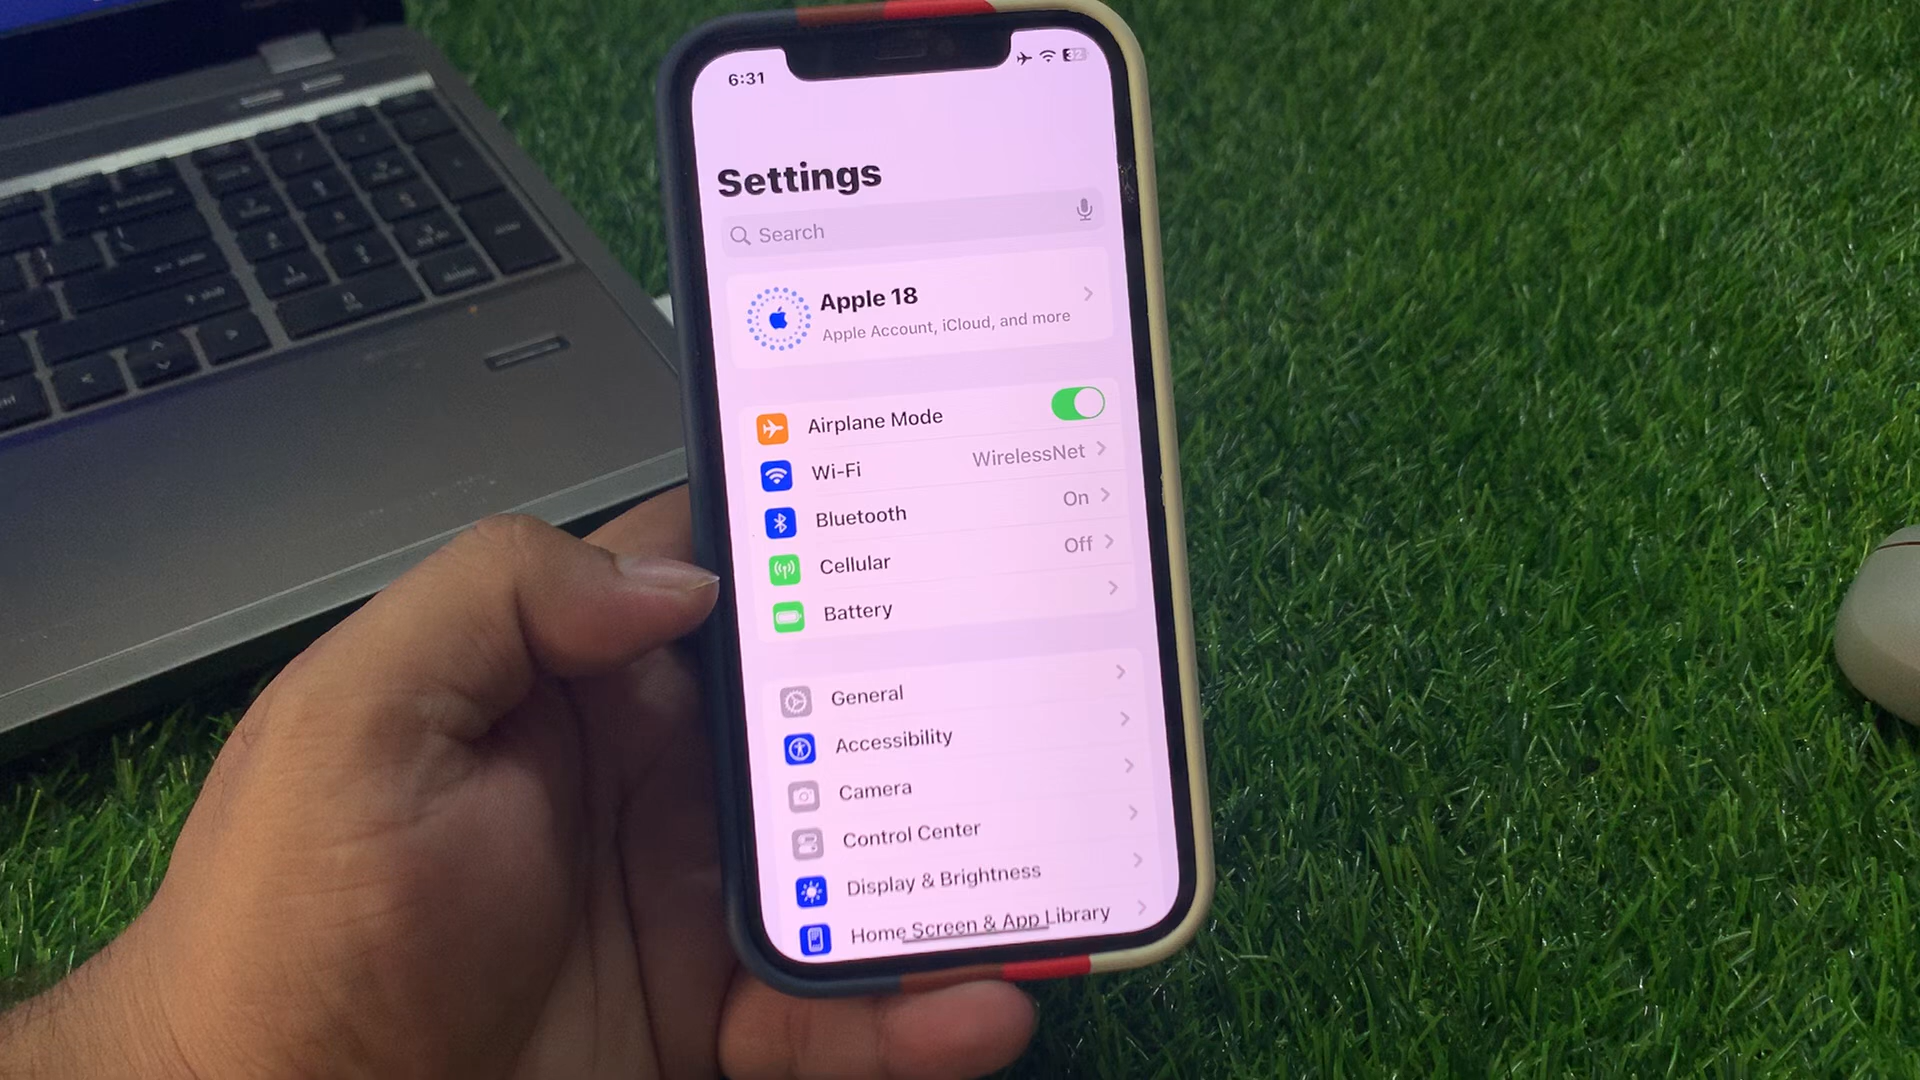 6:31
32
Settings
Search
Apple 18
Apple Account, iCloud, and more
Airplane Mode
Wi-Fi WirelessNet
Bluetooth On
Cellular Off
Battery
General
Accessibility
Camera
Control Center
Display & Brightness
Home Screen & App Library